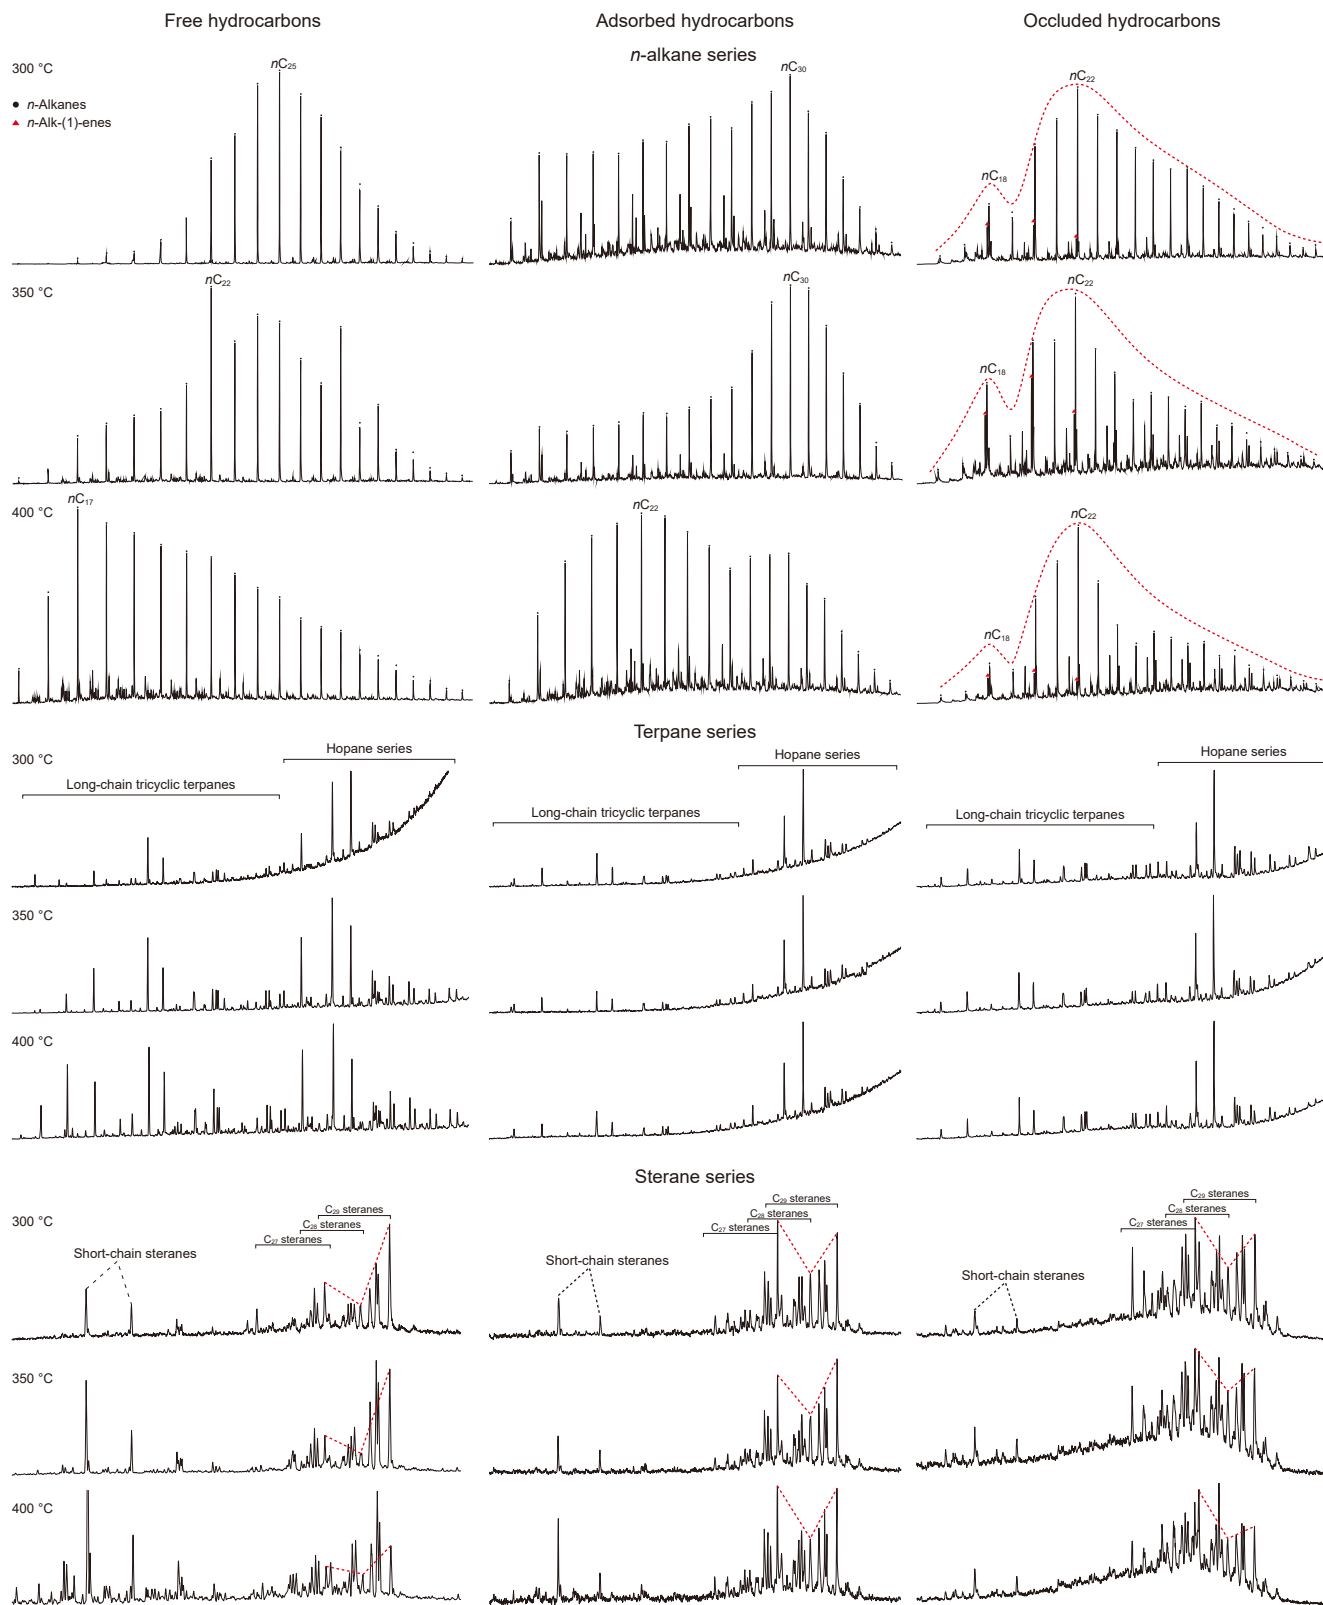 Free hydrocarbons Adsorbed hydrocarbons Occluded hydrocarbons
n-alkane series
300 °C nC25 nC30 nC22
n-Alkanes
n-Alk-(1)-enes
nC18
350 °C nC22 nC30 nC22
nC18
400 °C nC17 nC22 nC22
nC18
Terpane series
300 °C Hopane series Hopane series Hopane series
Long-chain tricyclic terpanes Long-chain tricyclic terpanes Long-chain tricyclic terpanes
350 °C
400 °C
Sterane series
300 °C C29 steranes C29 steranes C29 steranes
C28 steranes C28 steranes C28 steranes
C27 steranes C27 steranes C27 steranes
Short-chain steranes Short-chain steranes Short-chain steranes
350 °C
400 °C